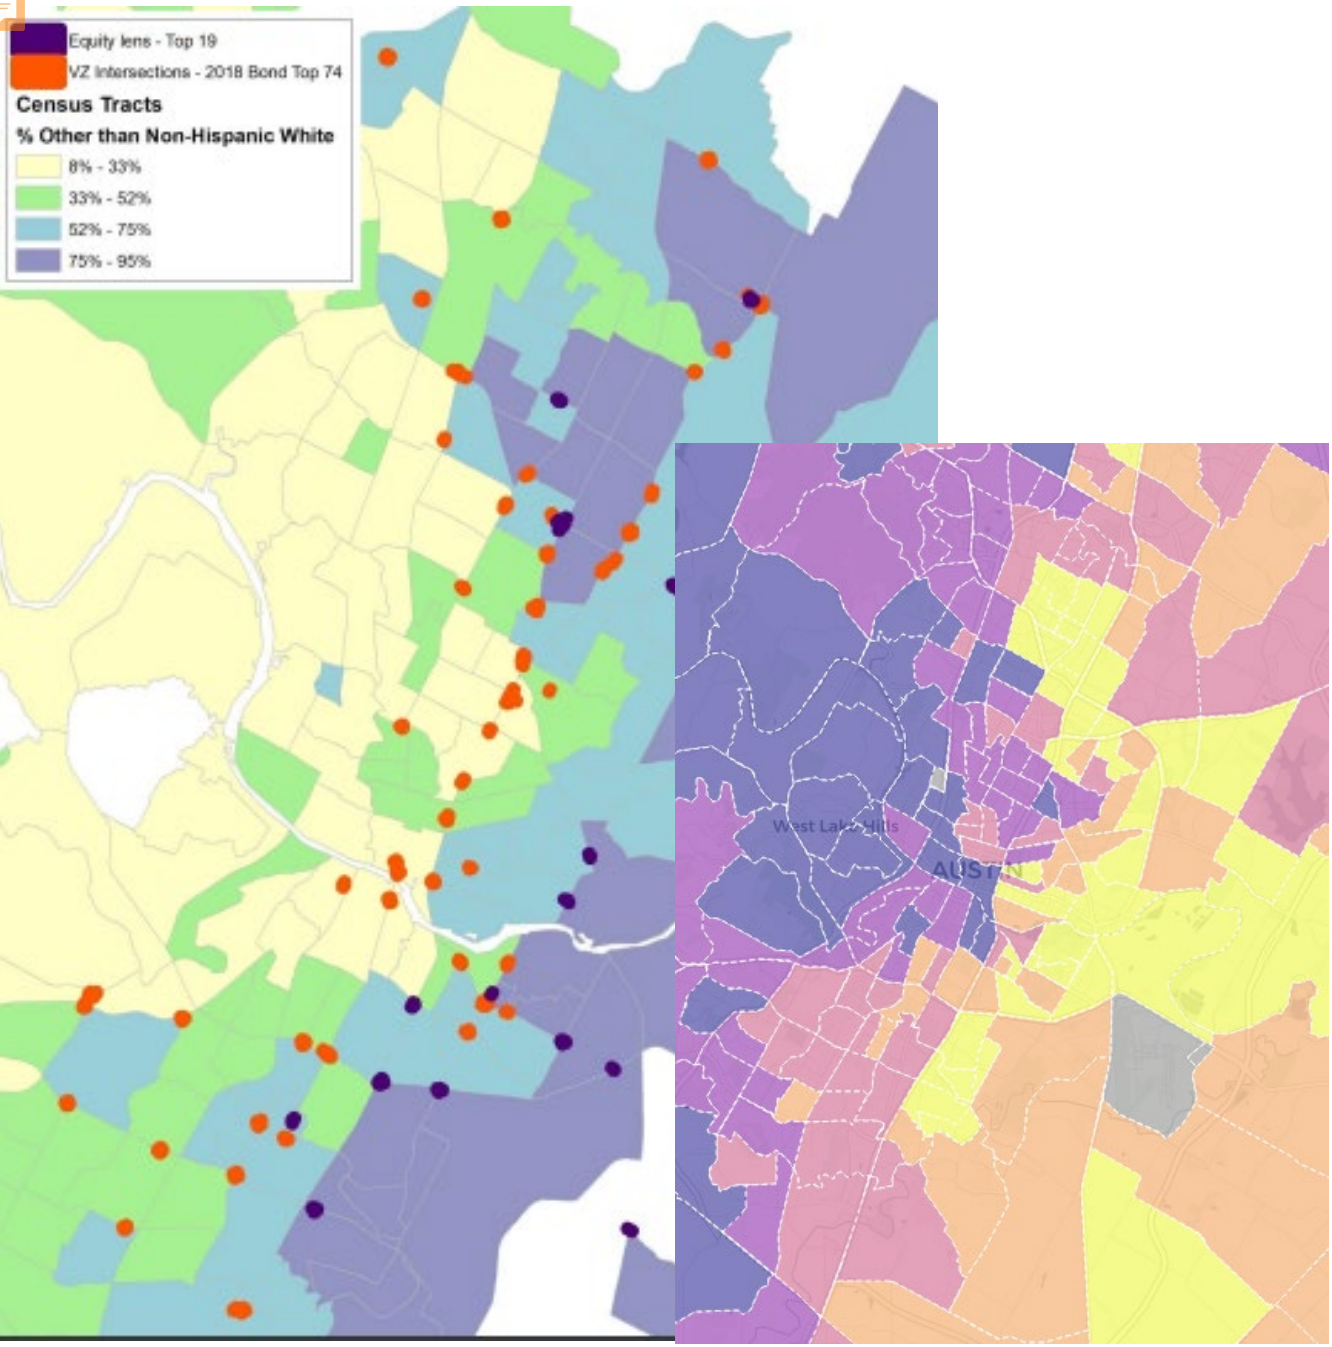 Equity lens - Top 19
VZ Intersections - 2018 Bond Top 74
Census Tracts
% Other than Non-Hispanic White
8% - 33%
33% - 52%
52% - 75%
75% - 95%
West Lake Hills
AUSTIN